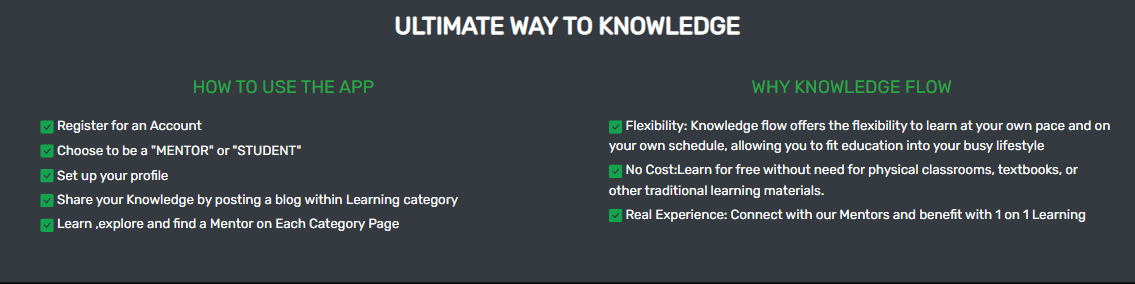 ULTIMATE WAY TO KNOWLEDGE
HOW TO USE THE APP
Register for an Account
Choose to be a "MENTOR" or "STUDENT"
Set up your profile
Share your Knowledge by posting a blog within Learning category
Learn ,explore and find a Mentor on Each Category Page
WHY KNOWLEDGE FLOW
Flexibility: Knowledge flow offers the flexibility to learn at your own pace and on
your own schedule, allowing you to fit education into your busy lifestyle
No Cost:Learn for free without need for physical classrooms, textbooks, or
other traditional learning materials.
Real Experience: Connect with our Mentors and benefit with 1 on 1 Learning